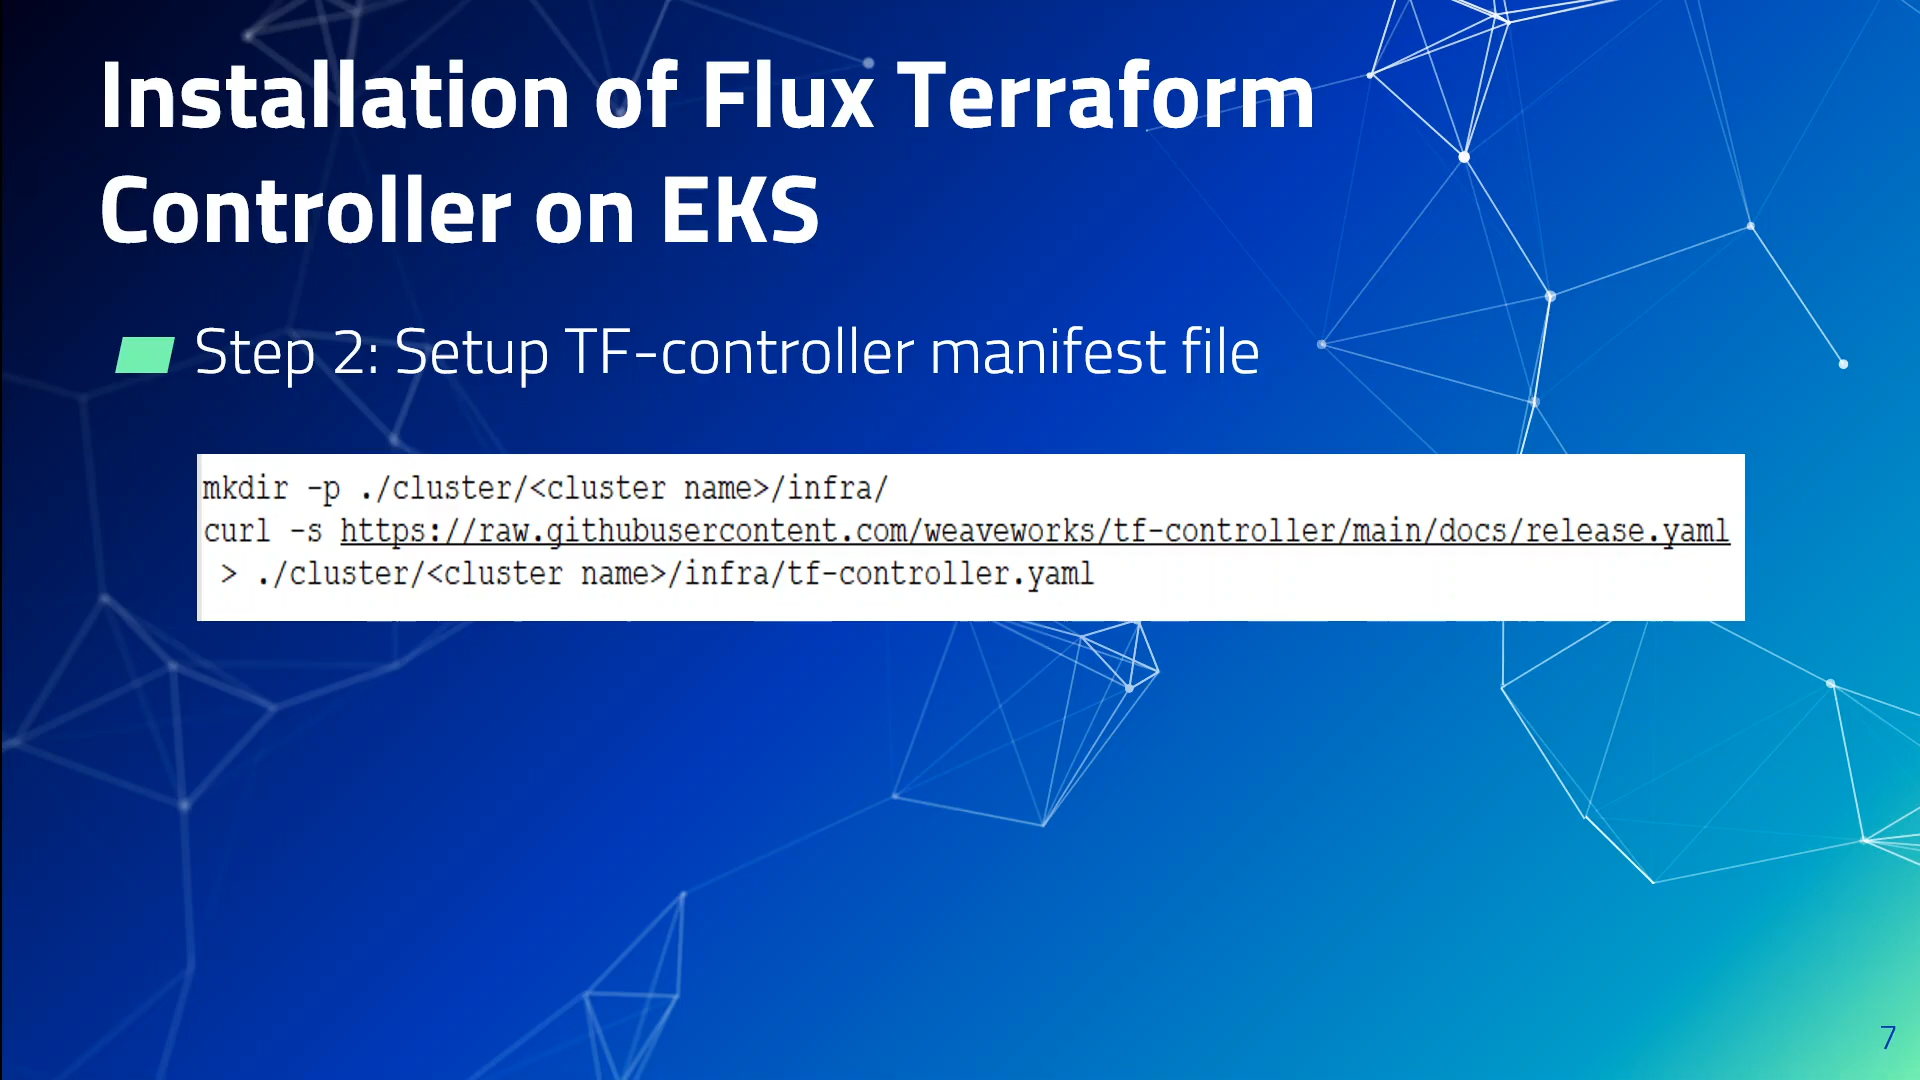 Installation of Flux Terraform
Controller on EKS
Step 2: Setup TF-controller manifest file
mkdir -p ./cluster/<cluster name>/infra/
curl -s https://raw.githubusercontent.com/weaveworks/tf-controller/main/docs/release.yaml
> ./cluster/<cluster name>/infra/tf-controller.yaml
7